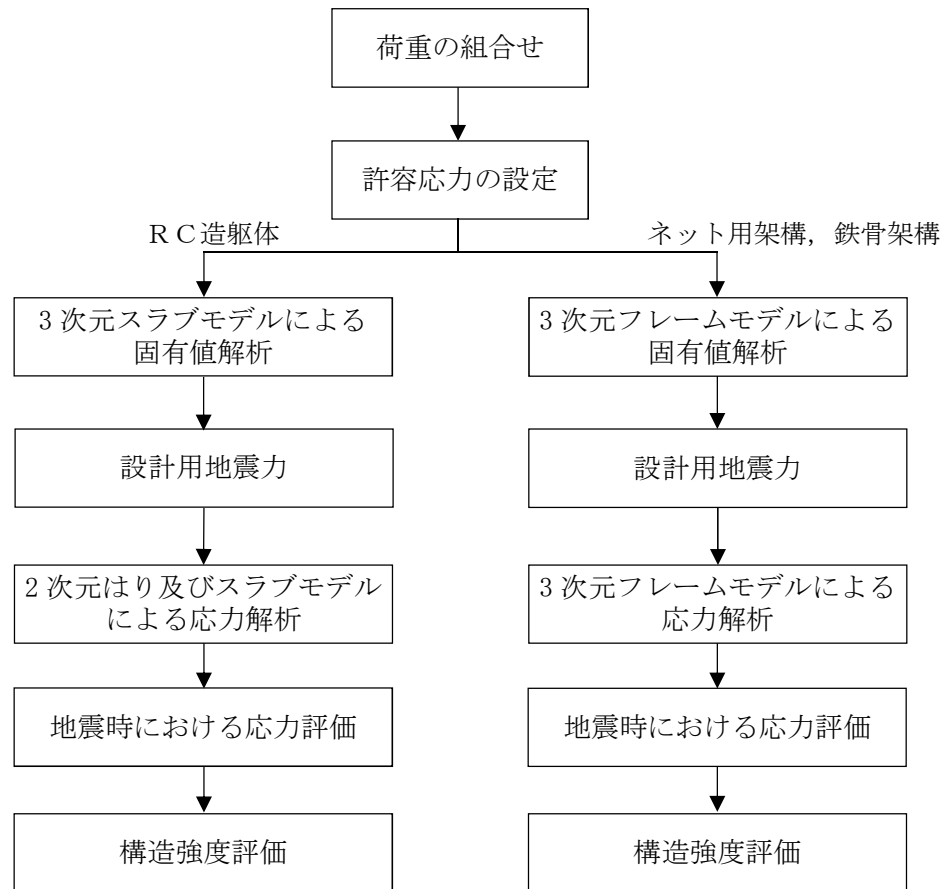 荷重の組合せ
許容応力の設定
ＲＣ造躯体
ネット用架構，鉄骨架構
3 次元スラブモデルによる
固有値解析
3 次元フレームモデルによる
固有値解析
設計用地震力
設計用地震力
2 次元はり及びスラブモデル
による応力解析
3 次元フレームモデルによる
応力解析
地震時における応力評価
地震時における応力評価
構造強度評価
構造強度評価